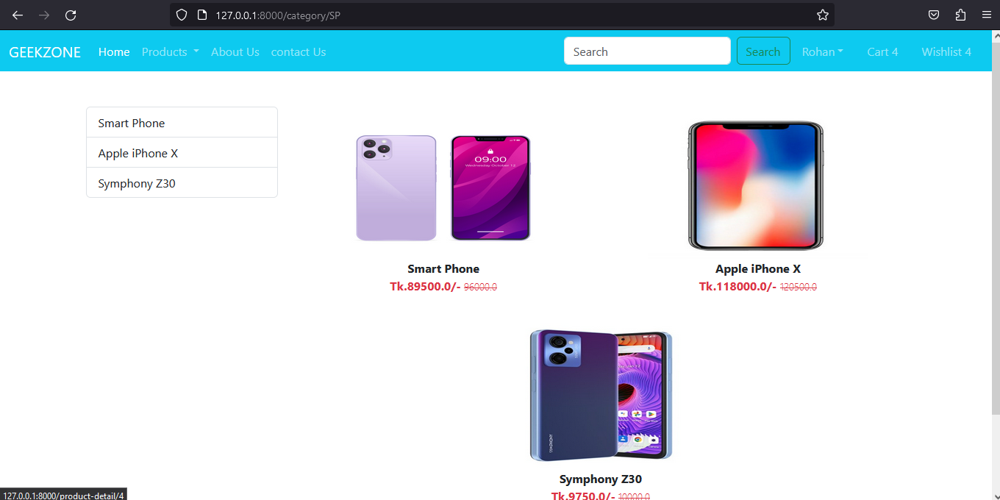 127.0.0.1:8000/category/SP
GEEKZONE Home Products About Us contact Us Search Search Rohan Cart 4 Wishlist 4
Smart Phone
Apple iPhone X
Symphony Z30
09:00
Wednesday October 12
Smart Phone
Tk.89500.0/- 96000.0
Apple iPhone X
Tk.118000.0/- 120500.0
SYMPHONY
Symphony Z30
Tk.9750.0/- 10000.0
127.0.0.1:8000/product-detail/4